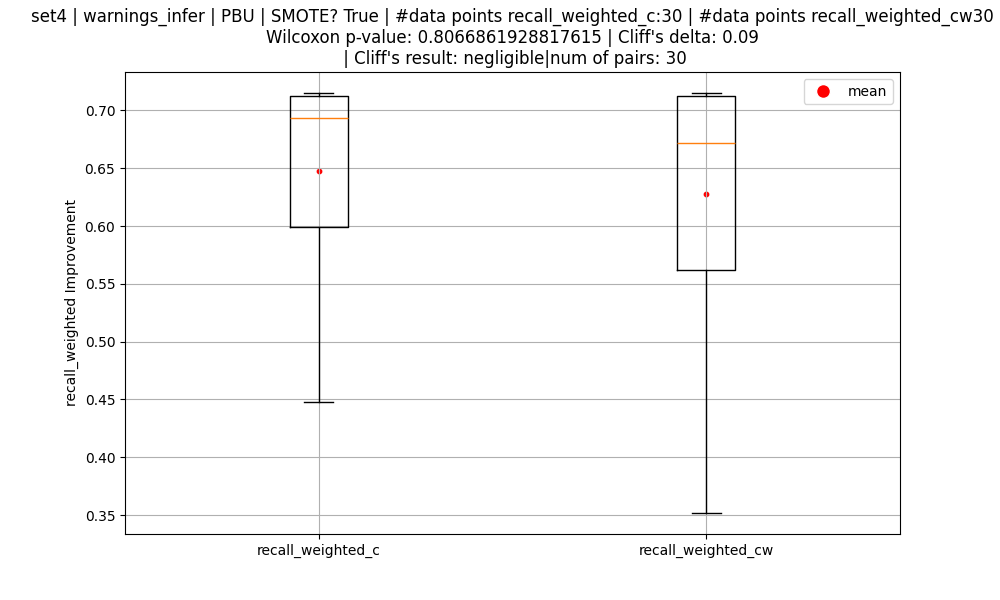 set4 | warnings_infer | PBU | SMOTE? True | #data points recall_weighted_c:30 | #data points recall_weighted_cw30
Wilcoxon p-value: 0.8066861928817615 | Cliff's delta: 0.09
| Cliff's result: negligible|num of pairs: 30
mean
0.70
0.65
0.60
0.55
0.50
0.45
0.40
0.35
recall_weighted Improvement
recall_weighted_c
recall_weighted_cw